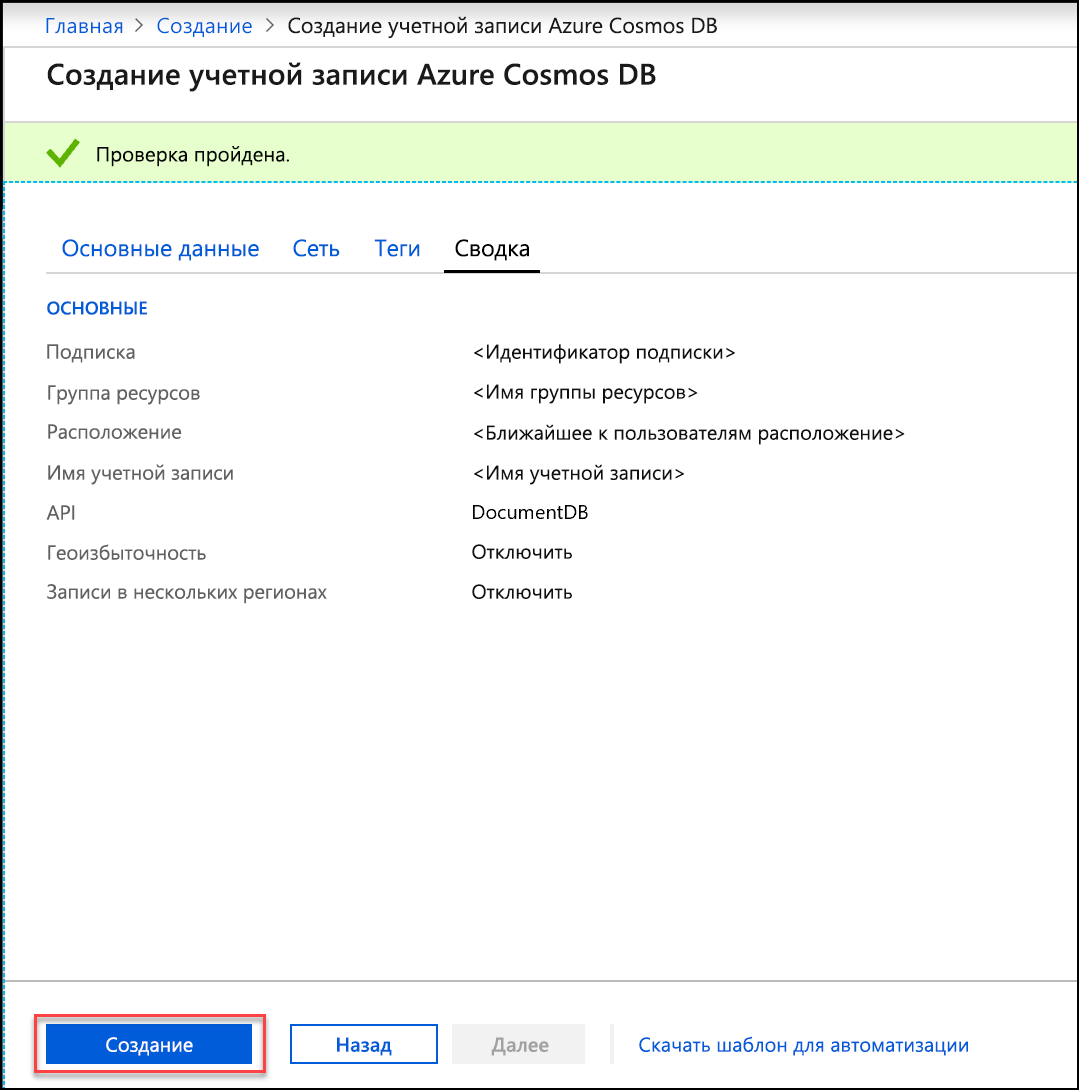 Главная > Создание > Создание учетной записи Azure Cosmos DB
Создание учетной записи Azure Cosmos DB
Проверка пройдена.
Основные данные Сеть Теги Сводка
ОСНОВНЫЕ
Подписка <Идентификатор подписки>
Группа ресурсов <Имя группы ресурсов>
Расположение <Ближайшее к пользователям расположение>
Имя учетной записи <Имя учетной записи>
API DocumentDB
Геоизбыточность Отключить
Записи в нескольких регионах Отключить
Создание Назад Далее Скачать шаблон для автоматизации